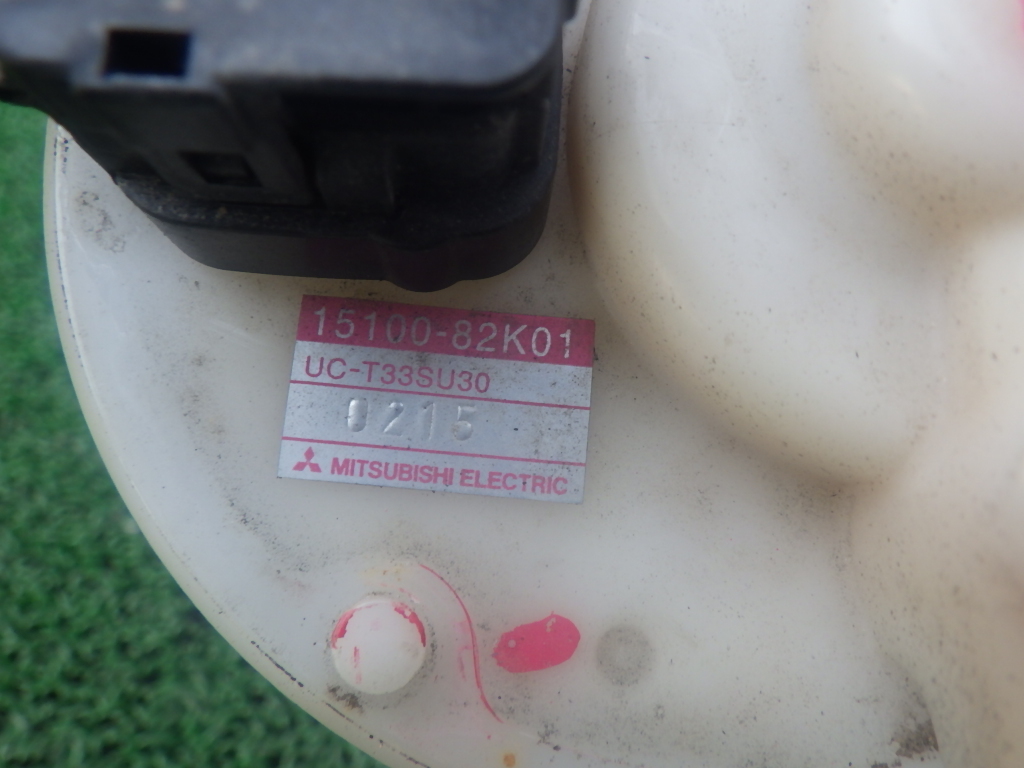 15100-82K01
UC-T33SU30
0215
MITSUBISHI ELECTRIC